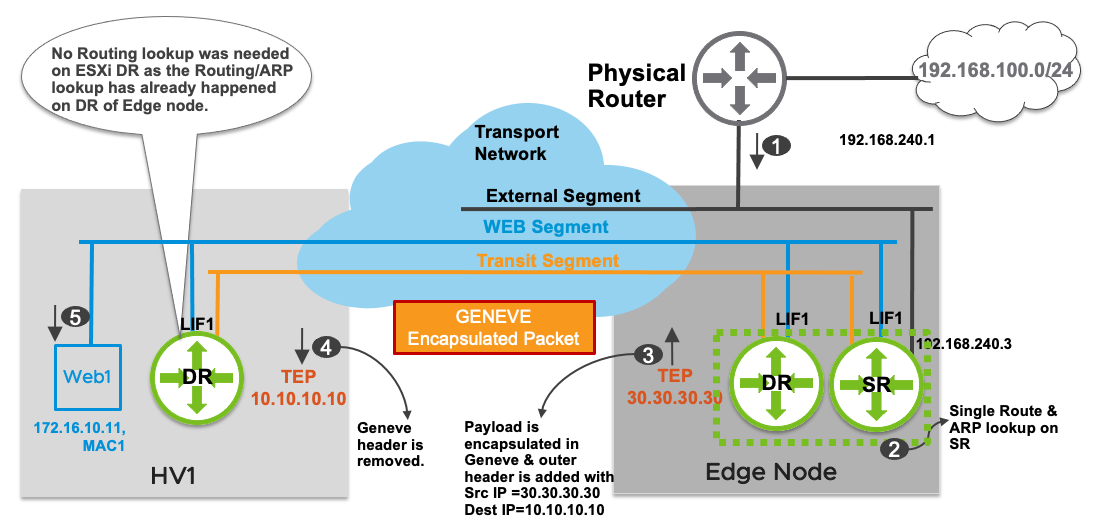 No Routing lookup was needed
on ESXi DR as the Routing/ARP
lookup has already happened
on DR of Edge node.
Physical
Router
192.168.100.0/24
192.168.240.1
1
Transport
Network
External Segment
WEB Segment
Transit Segment
GENEVE
Encapsulated Packet
5
Web1
172.16.10.11,
MAC1
LIF1
DR
4
TEP
10.10.10.10
Geneve
header is
removed.
HV1
3
TEP
30.30.30.30
Payload is
encapsulated in
Geneve & outer
header is added with
Src IP =30.30.30.30
Dest IP=10.10.10.10
LIF1
DR
LIF1
SR
192.168.240.3
2
Single Route &
ARP lookup on
SR
Edge Node